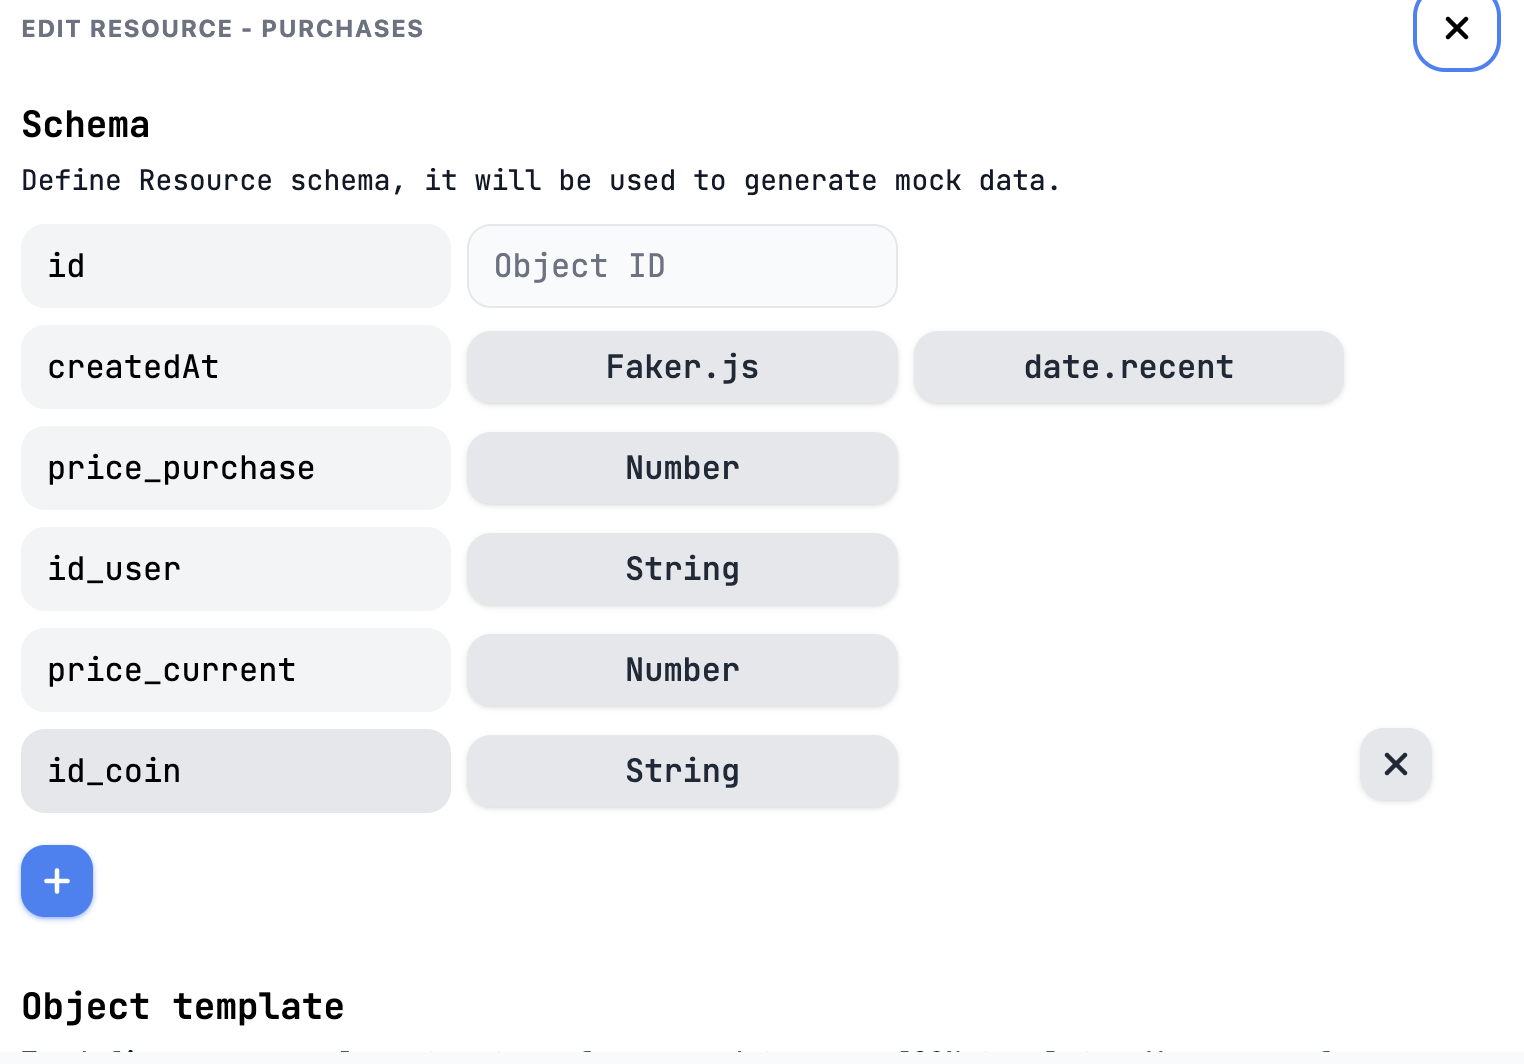 EDIT RESOURCE - PURCHASES
Schema
Define Resource schema, it will be used to generate mock data.
id Object ID
createdAt Faker.js date.recent
price_purchase Number
id_user String
price_current Number
id_coin String
Object template